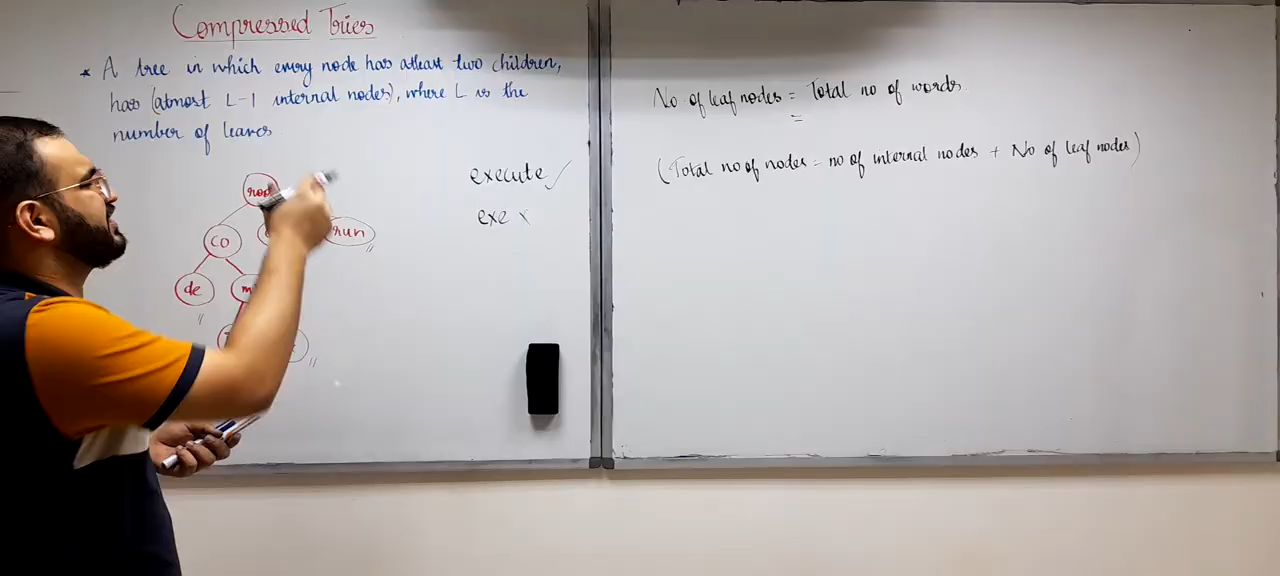 Compressed Tries
* A tree in which every node has atleast two children,
has (atmost L-1 internal nodes), where L is the
number of leaves
execute ✓
exe x
run
co
de
No of leaf nodes = Total no of words.
=
(Total no of nodes = no of internal nodes + No of leaf nodes)